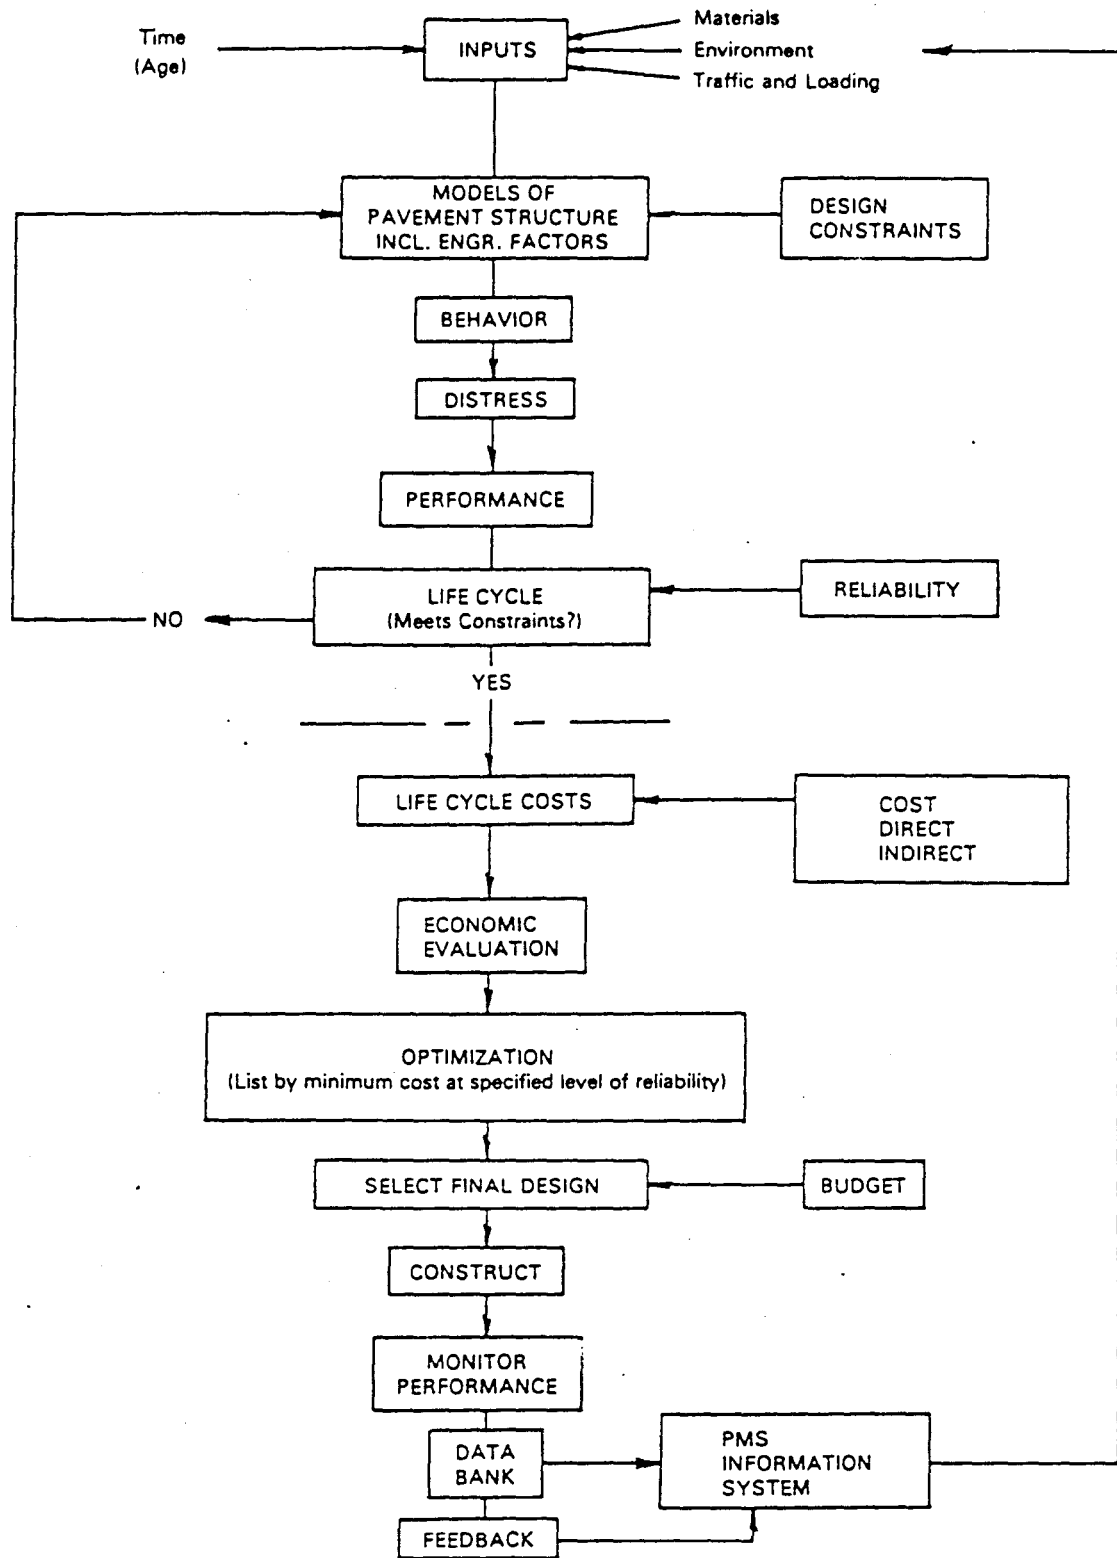 Time
(Age)
INPUTS
Materials
Environment
Traffic and Loading
MODELS OF
PAVEMENT STRUCTURE
INCL. ENGR. FACTORS
DESIGN
CONSTRAINTS
BEHAVIOR
DISTRESS
PERFORMANCE
LIFE CYCLE
(Meets Constraints?)
RELIABILITY
NO
YES
LIFE CYCLE COSTS
COST
DIRECT
INDIRECT
ECONOMIC
EVALUATION
OPTIMIZATION
(List by minimum cost at specified level of reliability)
SELECT FINAL DESIGN
BUDGET
CONSTRUCT
MONITOR
PERFORMANCE
DATA
BANK
PMS
INFORMATION
SYSTEM
FEEDBACK